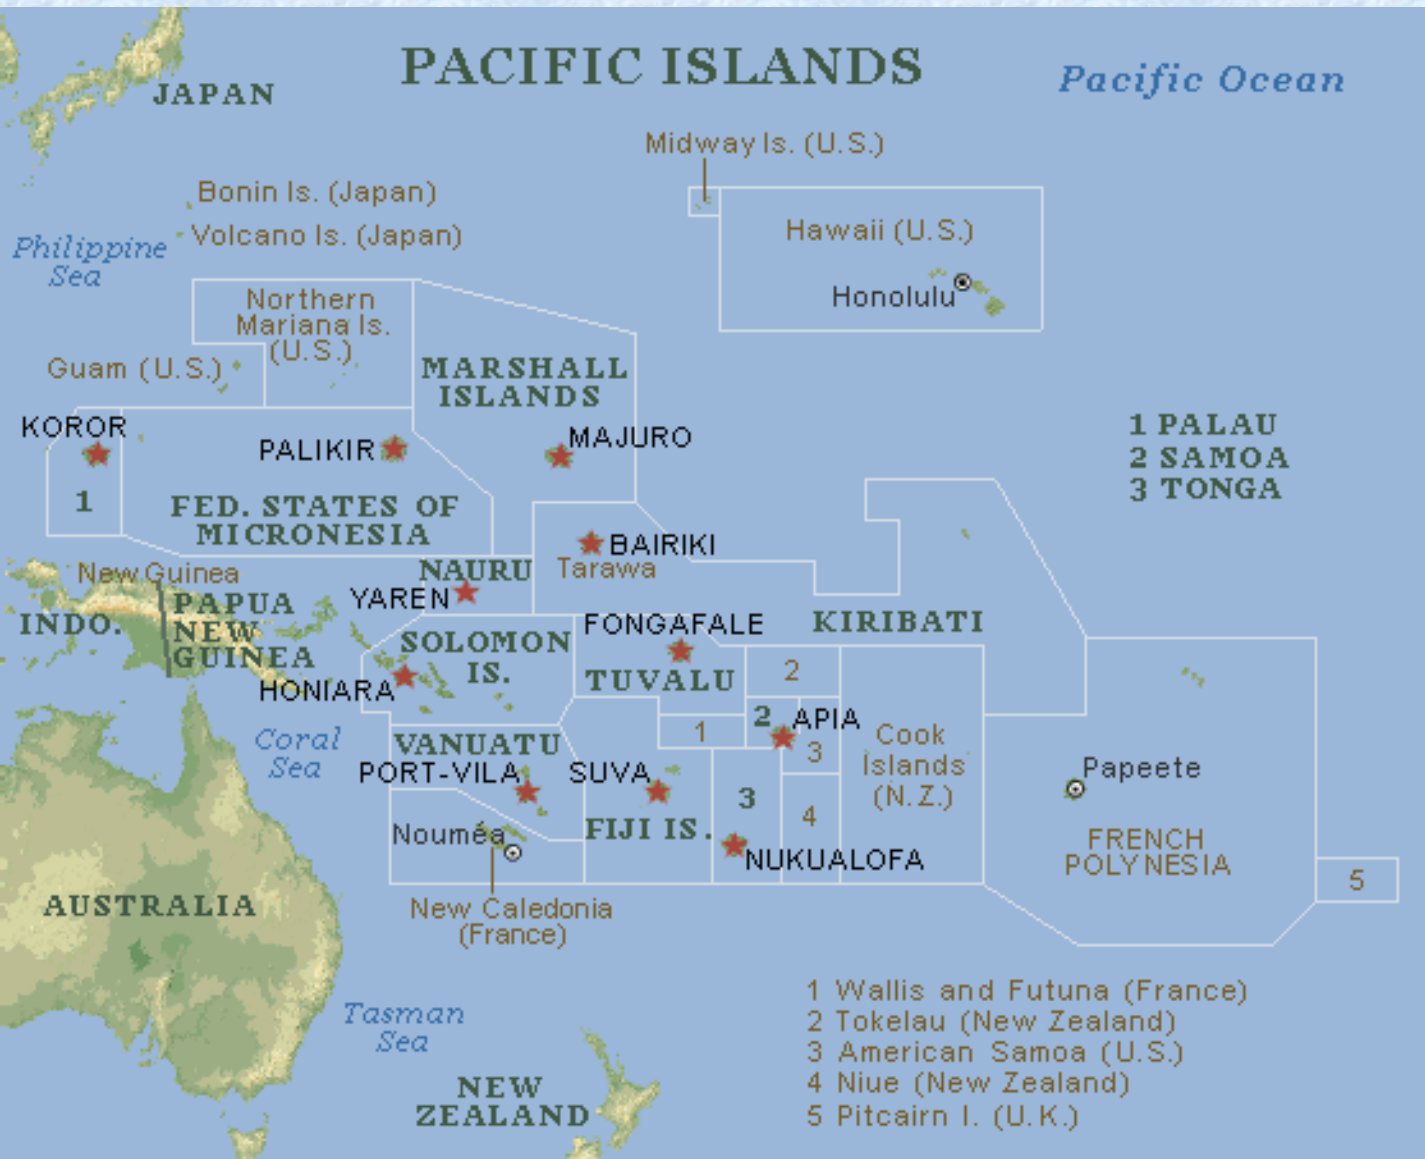 PACIFIC ISLANDS
Pacific Ocean
JAPAN
Midway Is. (U.S.)
Bonin Is. (Japan)
Volcano Is. (Japan)
Hawaii (U.S.)
Honolulu
Philippine
Sea
Northern
Mariana Is.
(U.S.)
Guam (U.S.)
MARSHALL
ISLANDS
KOROR
PALIKIR
MAJURO
1 PALAU
2 SAMOA
3 TONGA
1
FED. STATES OF
MICRONESIA
BAIRIKI
Tarawa
New Guinea
NAURU
YAREN
INDO.
PAPUA
NEW
GUINEA
SOLOMON
IS.
HONIARA
FONGAFALE
TUVALU
KIRIBATI
2
1
2
APIA
3
Coral
Sea
VANUATU
PORT-VILA
SUVA
3
4
Cook
Islands
(N.Z.)
Papeete
Nouméa
FIJI IS.
NUKUALOFA
FRENCH
POLYNESIA
5
AUSTRALIA
New Caledonia
(France)
Tasman
Sea
NEW
ZEALAND
1 Wallis and Futuna (France)
2 Tokelau (New Zealand)
3 American Samoa (U.S.)
4 Niue (New Zealand)
5 Pitcairn I. (U.K.)